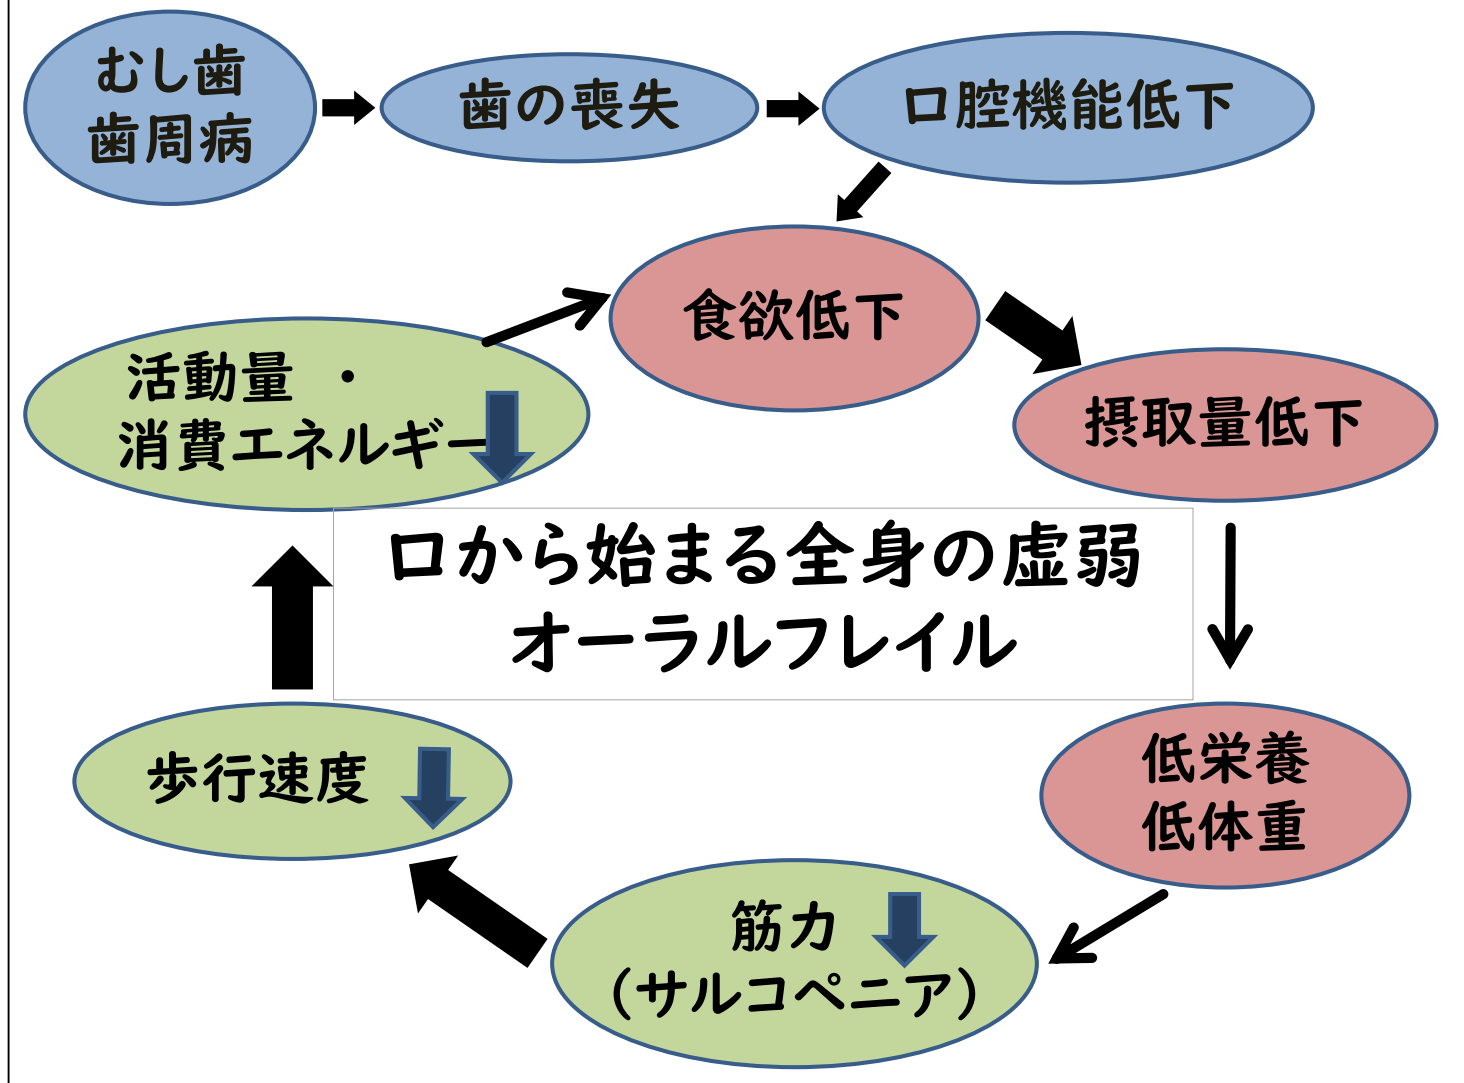 むし歯
歯周病
歯の喪失
口腔機能低下
食欲低下
摂取量低下
活動量 ・
消費エネルギー
口から始まる全身の虚弱
オーラルフレイル
低栄養
低体重
歩行速度
筋力
(サルコペニア)